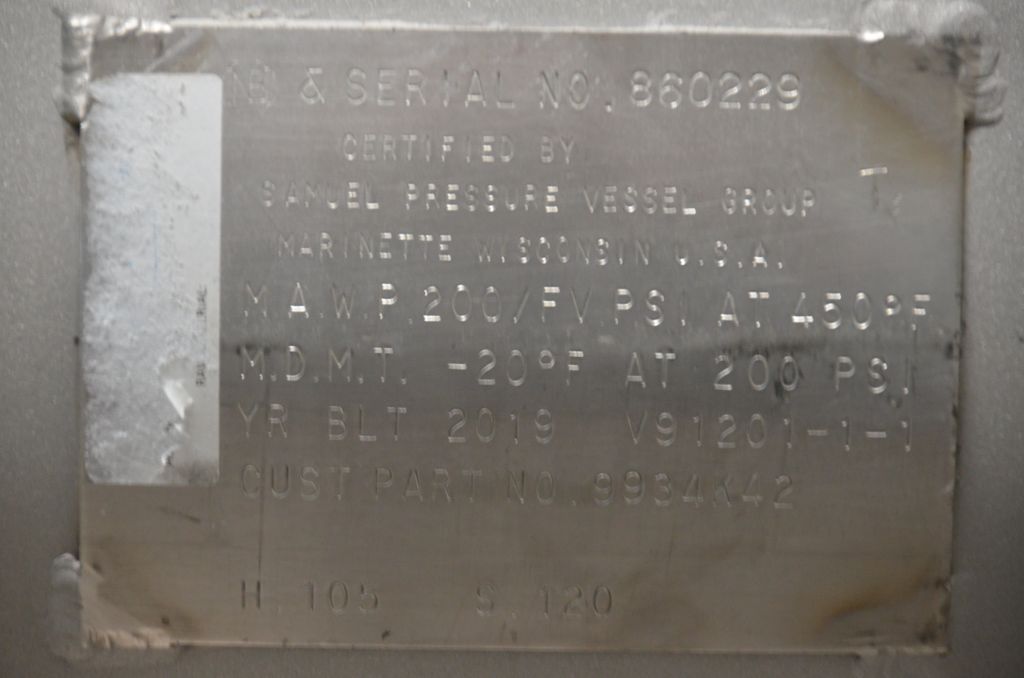 & SERIAL NO. 860229
CERTIFIED BY
SAMUEL PRESSURE VESSEL GROUP
MARINETTE WISCONSIN U.S.A.
M.A.W.P. 200/FV PSI AT 450°F
M.D.M.T. -20°F AT 200 PSI
YR BLT 2019 V91201-1-1
CUST PART NO. 9934K42
H. 105 S. 120